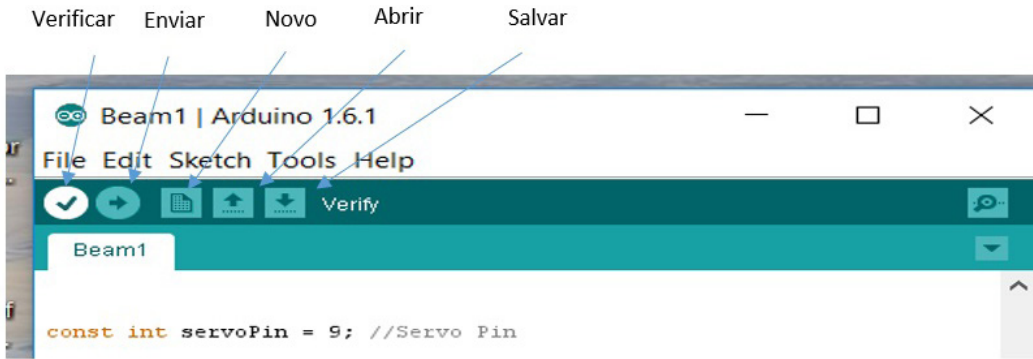 Verificar Enviar Novo Abrir Salvar
Beam1 | Arduino 1.6.1
File Edit Sketch Tools Help
Verify
Beam1
const int servoPin = 9; //Servo Pin